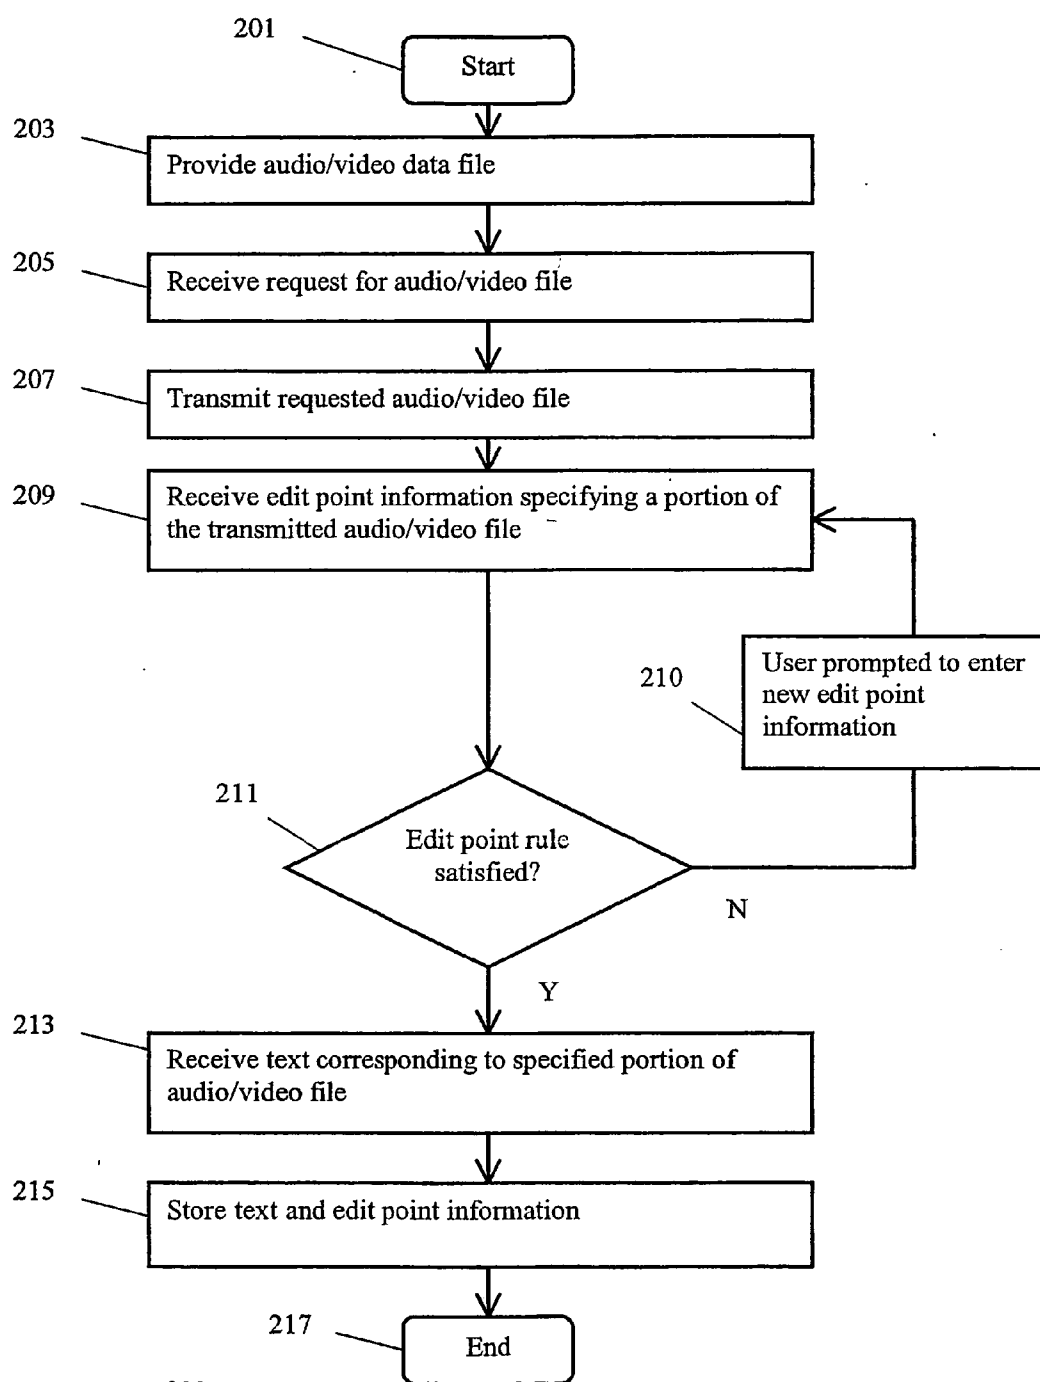 201
Start
203
Provide audio/video data file
205
Receive request for audio/video file
207
Transmit requested audio/video file
209
Receive edit point information specifying a portion of
the transmitted audio/video file
210
User prompted to enter
new edit point
information
211
Edit point rule
satisfied?
N
Y
213
Receive text corresponding to specified portion of
audio/video file
215
Store text and edit point information
217
End